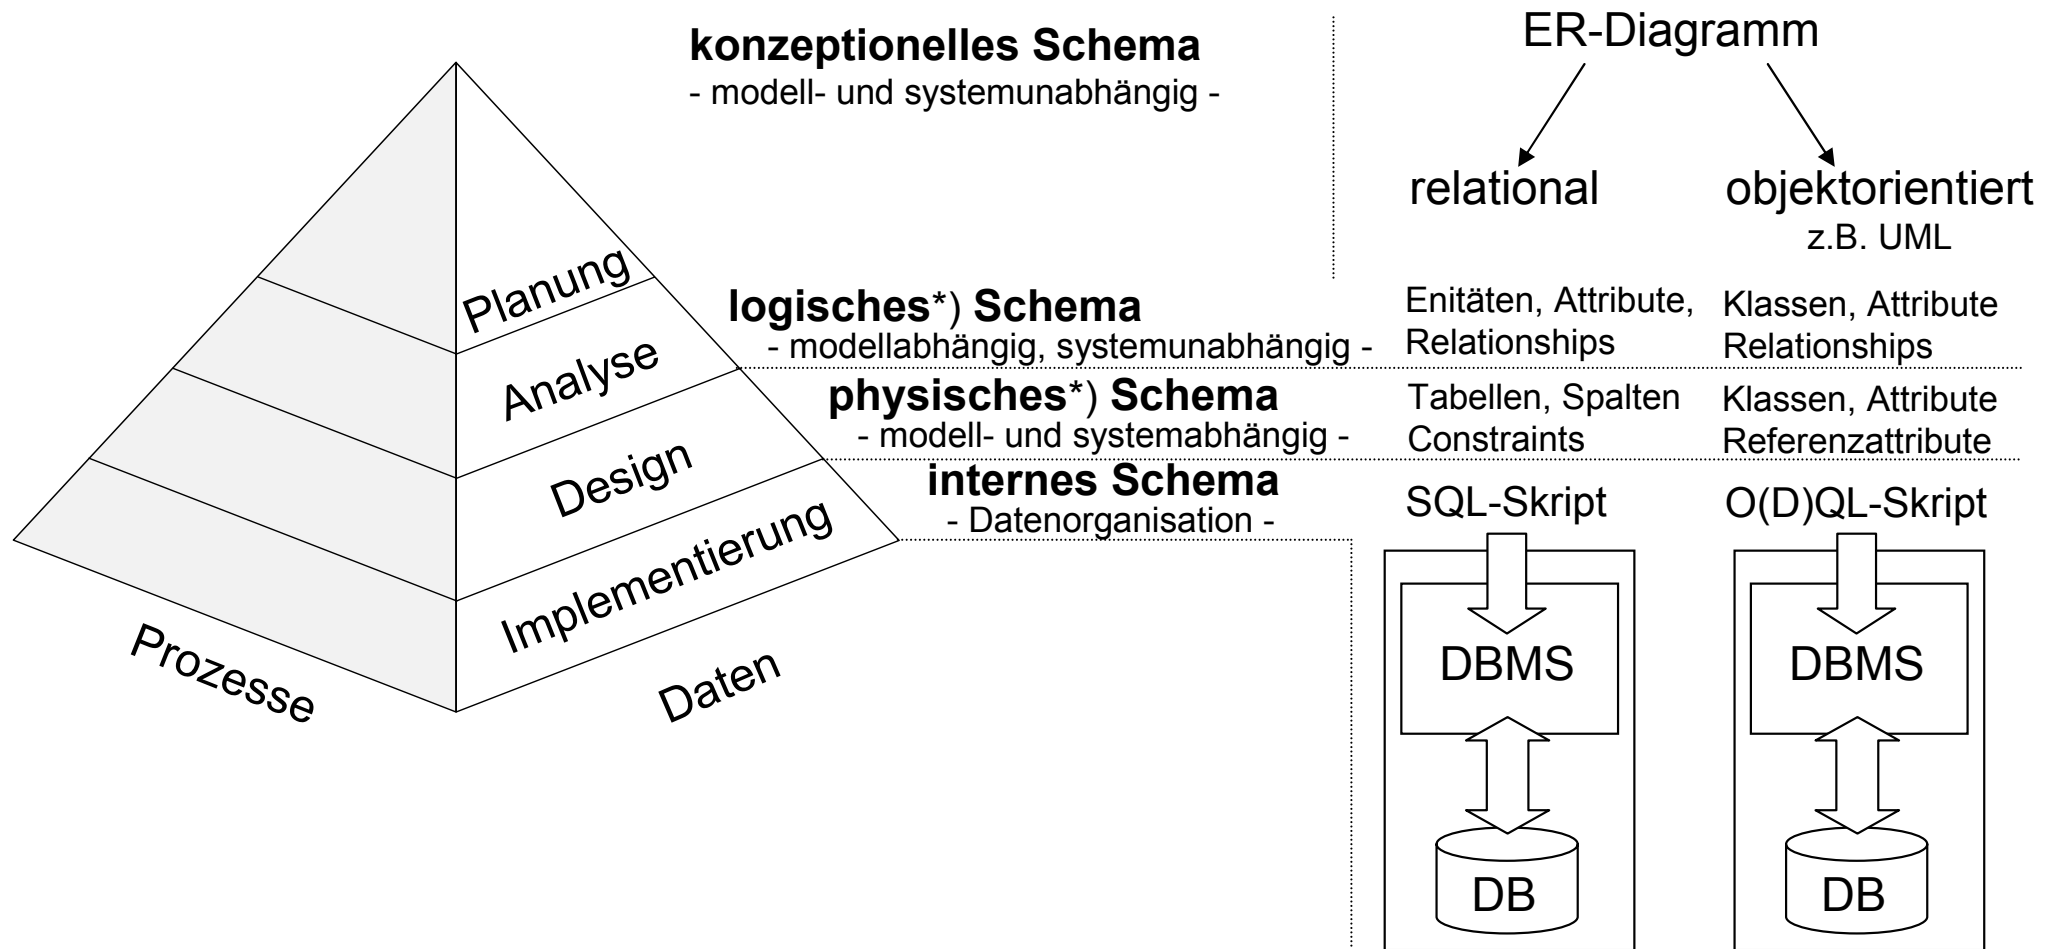 konzeptionelles Schema
- modell- und systemunabhängig -
ER-Diagramm
relational
objektorientiert
z.B. UML
Planung
Analyse
Design
Implementierung
Prozesse
Daten
logisches*) Schema
- modellabhängig, systemunabhängig -
Enitäten, Attribute,
Relationships
Klassen, Attribute
Relationships
physisches*) Schema
- modell- und systemabhängig -
Tabellen, Spalten
Constraints
Klassen, Attribute
Referenzattribute
internes Schema
- Datenorganisation -
SQL-Skript
O(D)QL-Skript
DBMS
DBMS
DB
DB